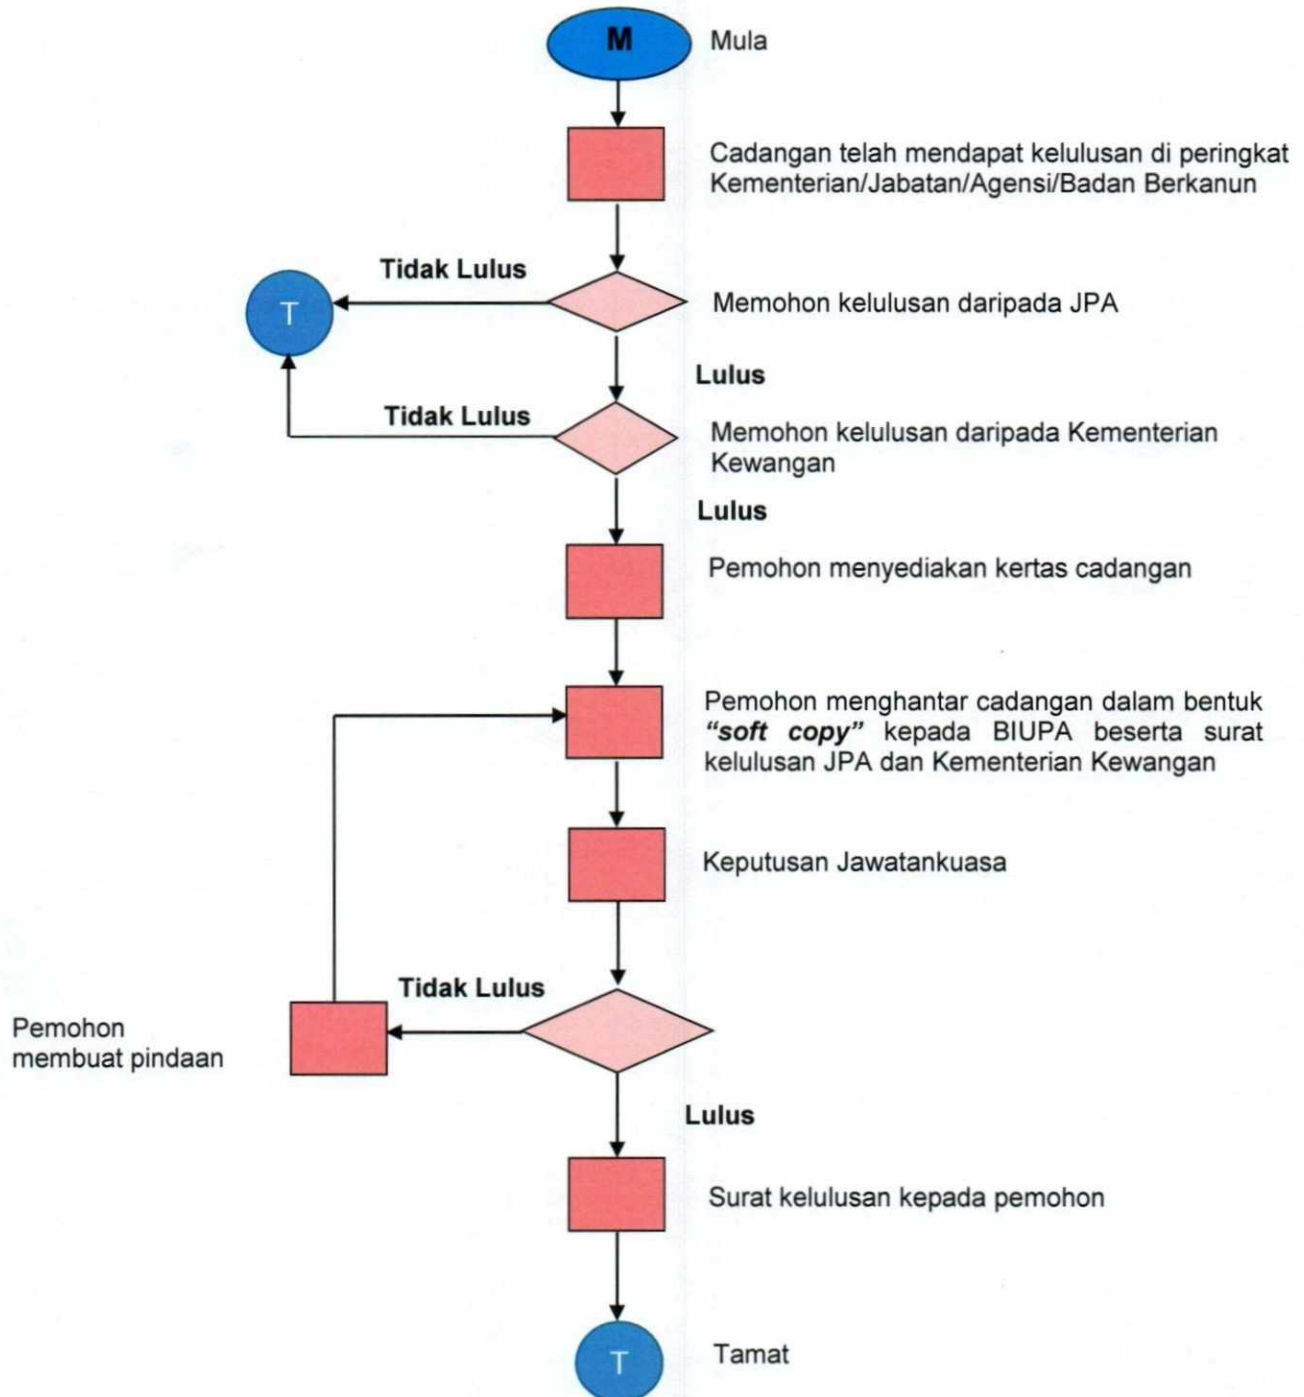 M
Mula
Cadangan telah mendapat kelulusan di peringkat
Kementerian/Jabatan/Agensi/Badan Berkanun
Tidak Lulus
T
Memohon kelulusan daripada JPA
Lulus
Tidak Lulus
Memohon kelulusan daripada Kementerian
Kewangan
Lulus
Pemohon menyediakan kertas cadangan
Pemohon menghantar cadangan dalam bentuk
“soft copy” kepada BIUPA beserta surat
kelulusan JPA dan Kementerian Kewangan
Keputusan Jawatankuasa
Tidak Lulus
Pemohon
membuat pindaan
Lulus
Surat kelulusan kepada pemohon
T
Tamat